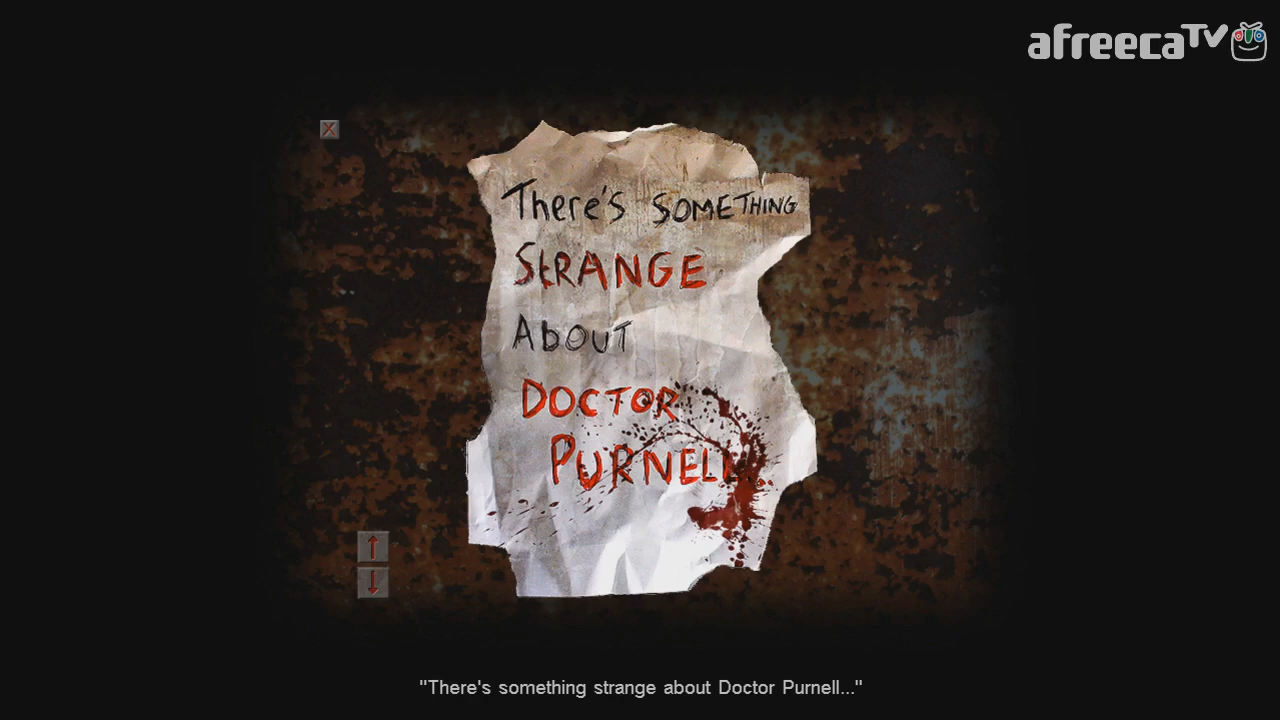 afreecaTV
X
There's SOMETHING
STRANGE
ABOUT
DOCTOR
PURNELL...
"There's something strange about Doctor Purnell..."